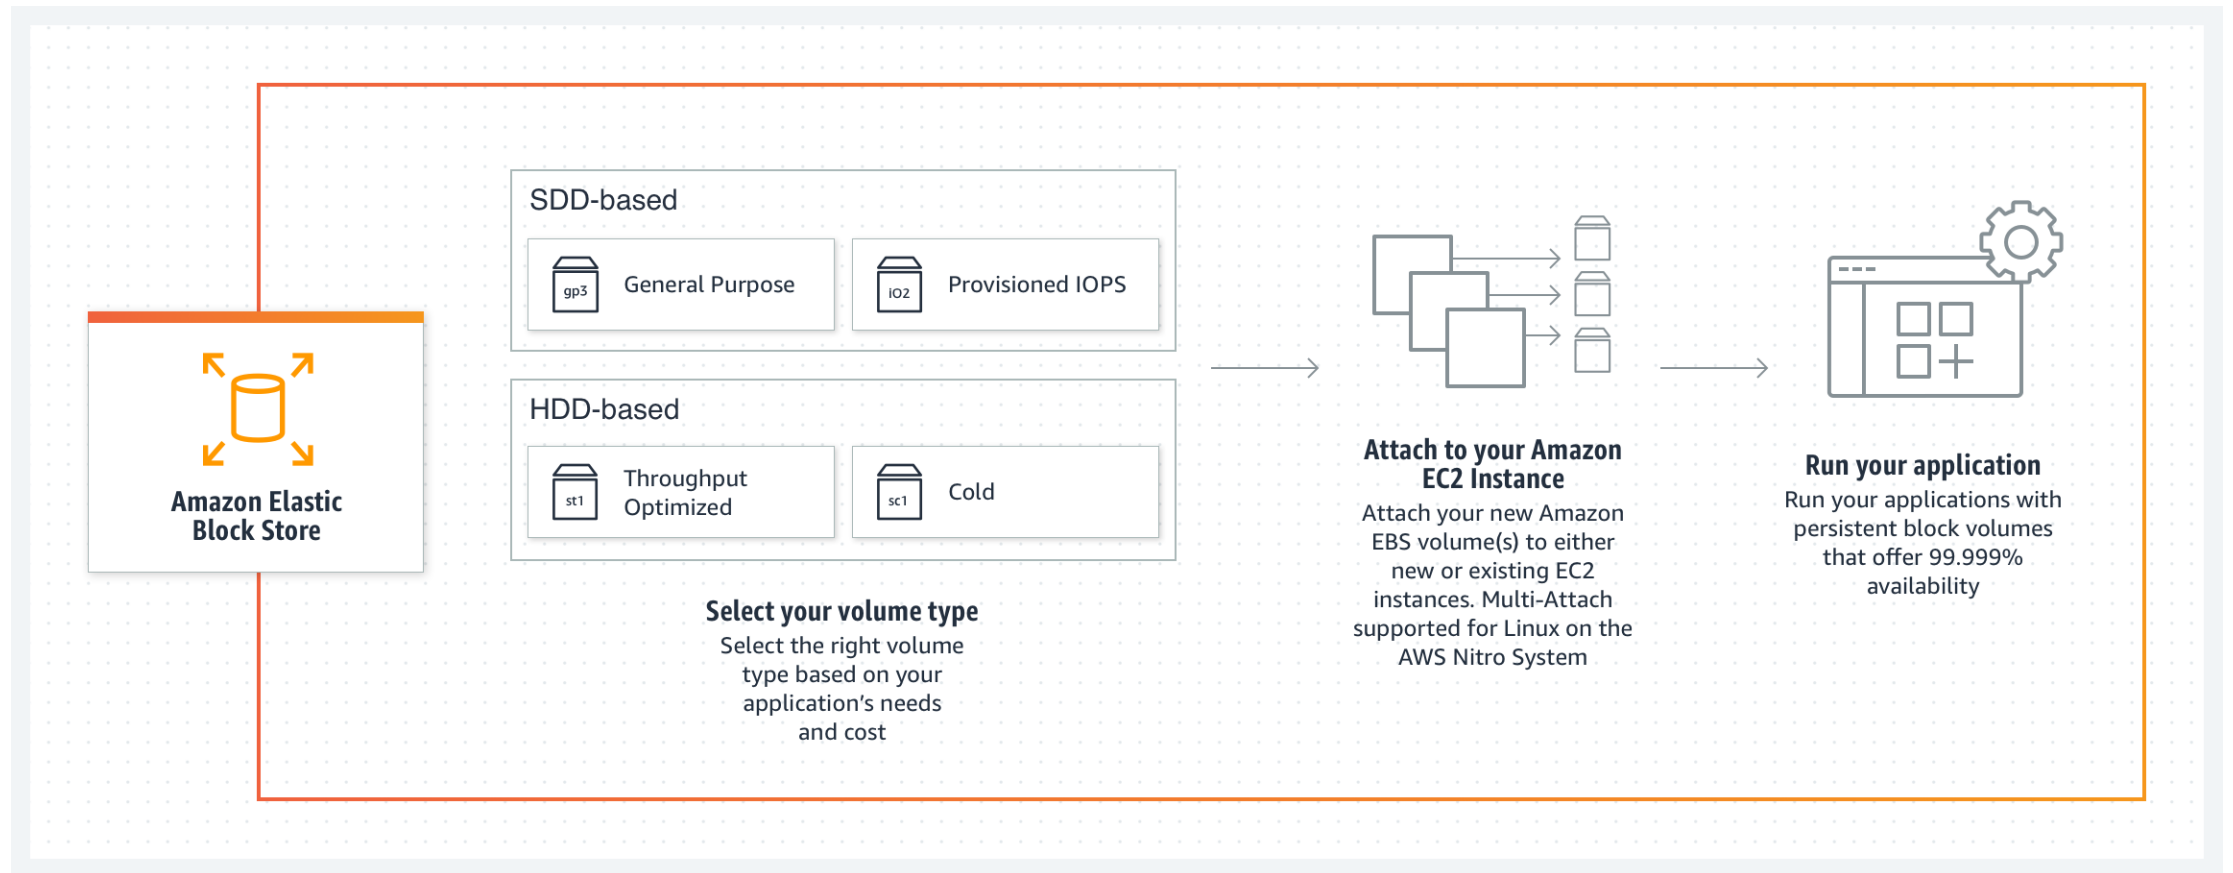 Amazon Elastic
Block Store
SDD-based
gp3
General Purpose
iO2
Provisioned IOPS
HDD-based
st1
Throughput
Optimized
sc1
Cold
Select your volume type
Select the right volume
type based on your
application’s needs
and cost
Attach to your Amazon
EC2 Instance
Attach your new Amazon
EBS volume(s) to either
new or existing EC2
instances. Multi-Attach
supported for Linux on the
AWS Nitro System
Run your application
Run your applications with
persistent block volumes
that offer 99.999%
availability